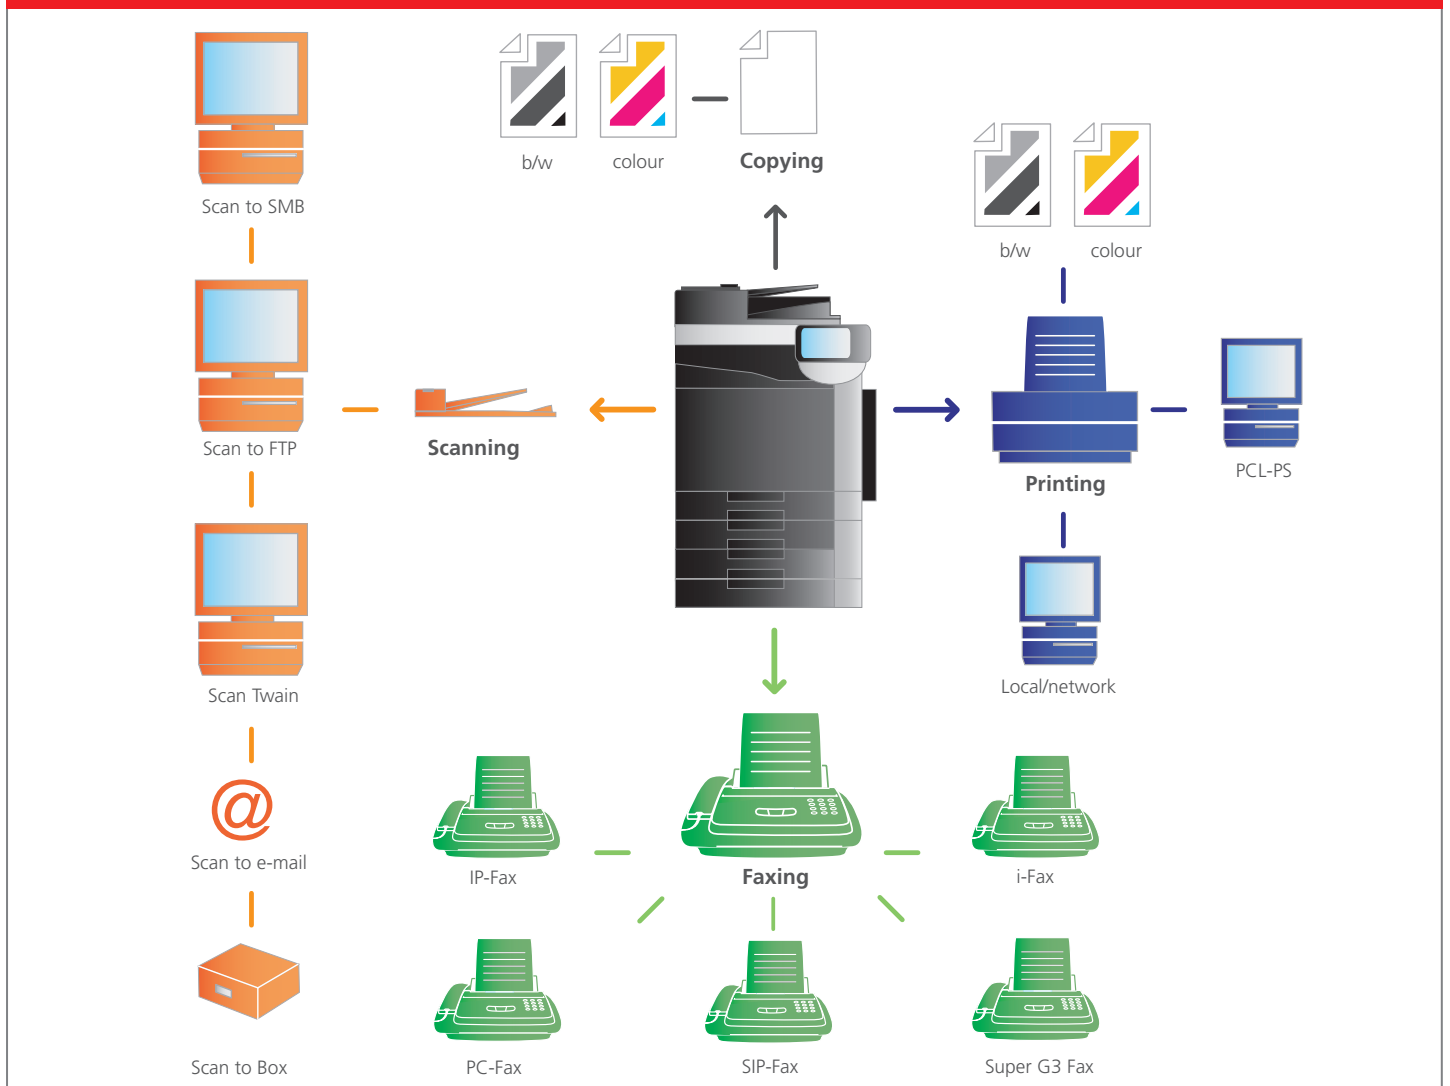 b/w
colour
Copying
Scan to SMB
b/w
colour
Scan to FTP
Scanning
Printing
PCL-PS
Scan Twain
Local/network
Scan to e-mail
IP-Fax
Faxing
i-Fax
Scan to Box
PC-Fax
SIP-Fax
Super G3 Fax